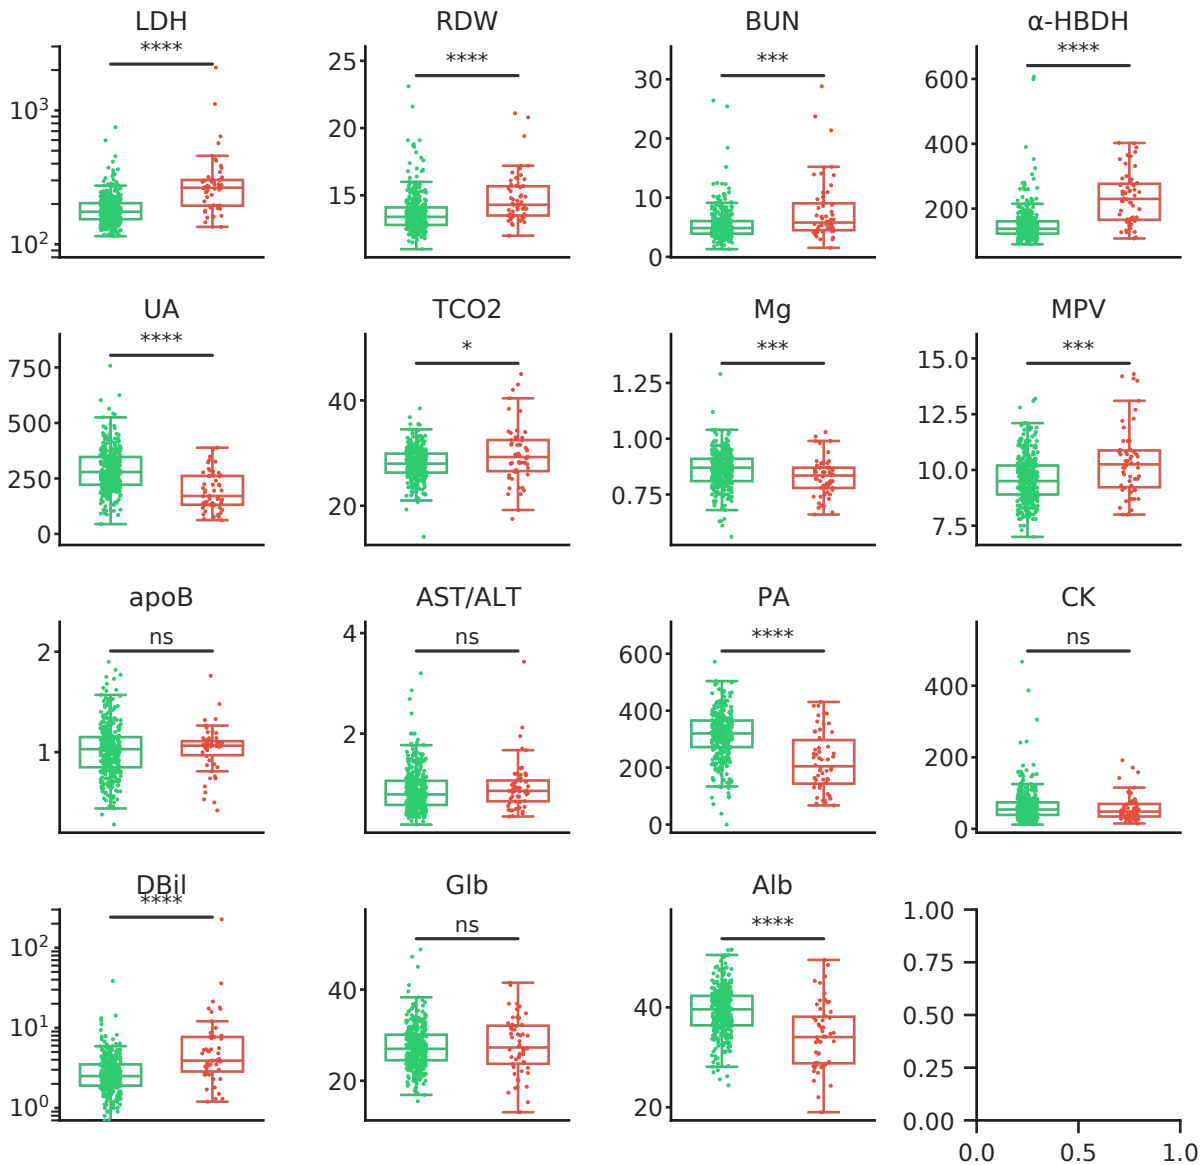 LDH RDW BUN α-HBDH
**** **** *** ****
10³ 25 30 600
10² 20 20 400
15 10 200
0
UA TCO2 Mg MPV
**** * *** ***
750 40 1.25 15.0
500 20 1.00 12.5
250 0.75 10.0
0 7.5
apoB AST/ALT PA CK
ns ns **** ns
2 4 600 400
1 2 400 200
200 0
0
DBil Glb Alb
**** ns ****
10² 40 40 1.00
10¹ 20 20 0.75
10⁰ 0.50
0.25
0.00
0.0 0.5 1.0